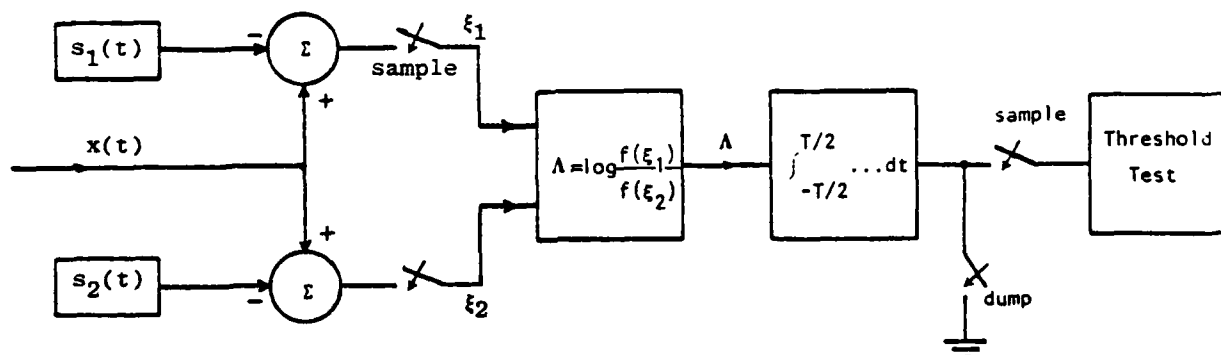 s₁(t)
-
Σ
+
sample
ξ₁
x(t)
+
s₂(t)
-
Σ
ξ₂
Λ = log f(ξ₁)/f(ξ₂)
Λ
∫_{-T/2}^{T/2} ...dt
sample
dump
Threshold
Test